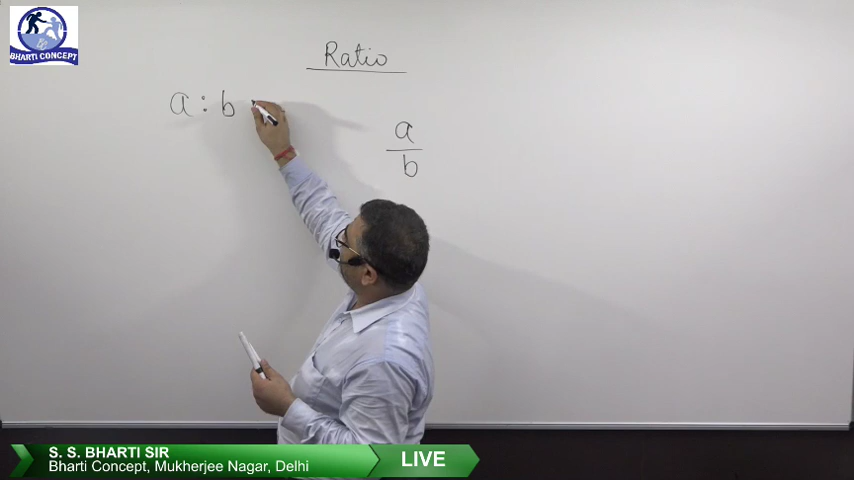 BHARTI CONCEPT
Ratio
a : b
a
b
S. S. BHARTI SIR
Bharti Concept, Mukherjee Nagar, Delhi
LIVE